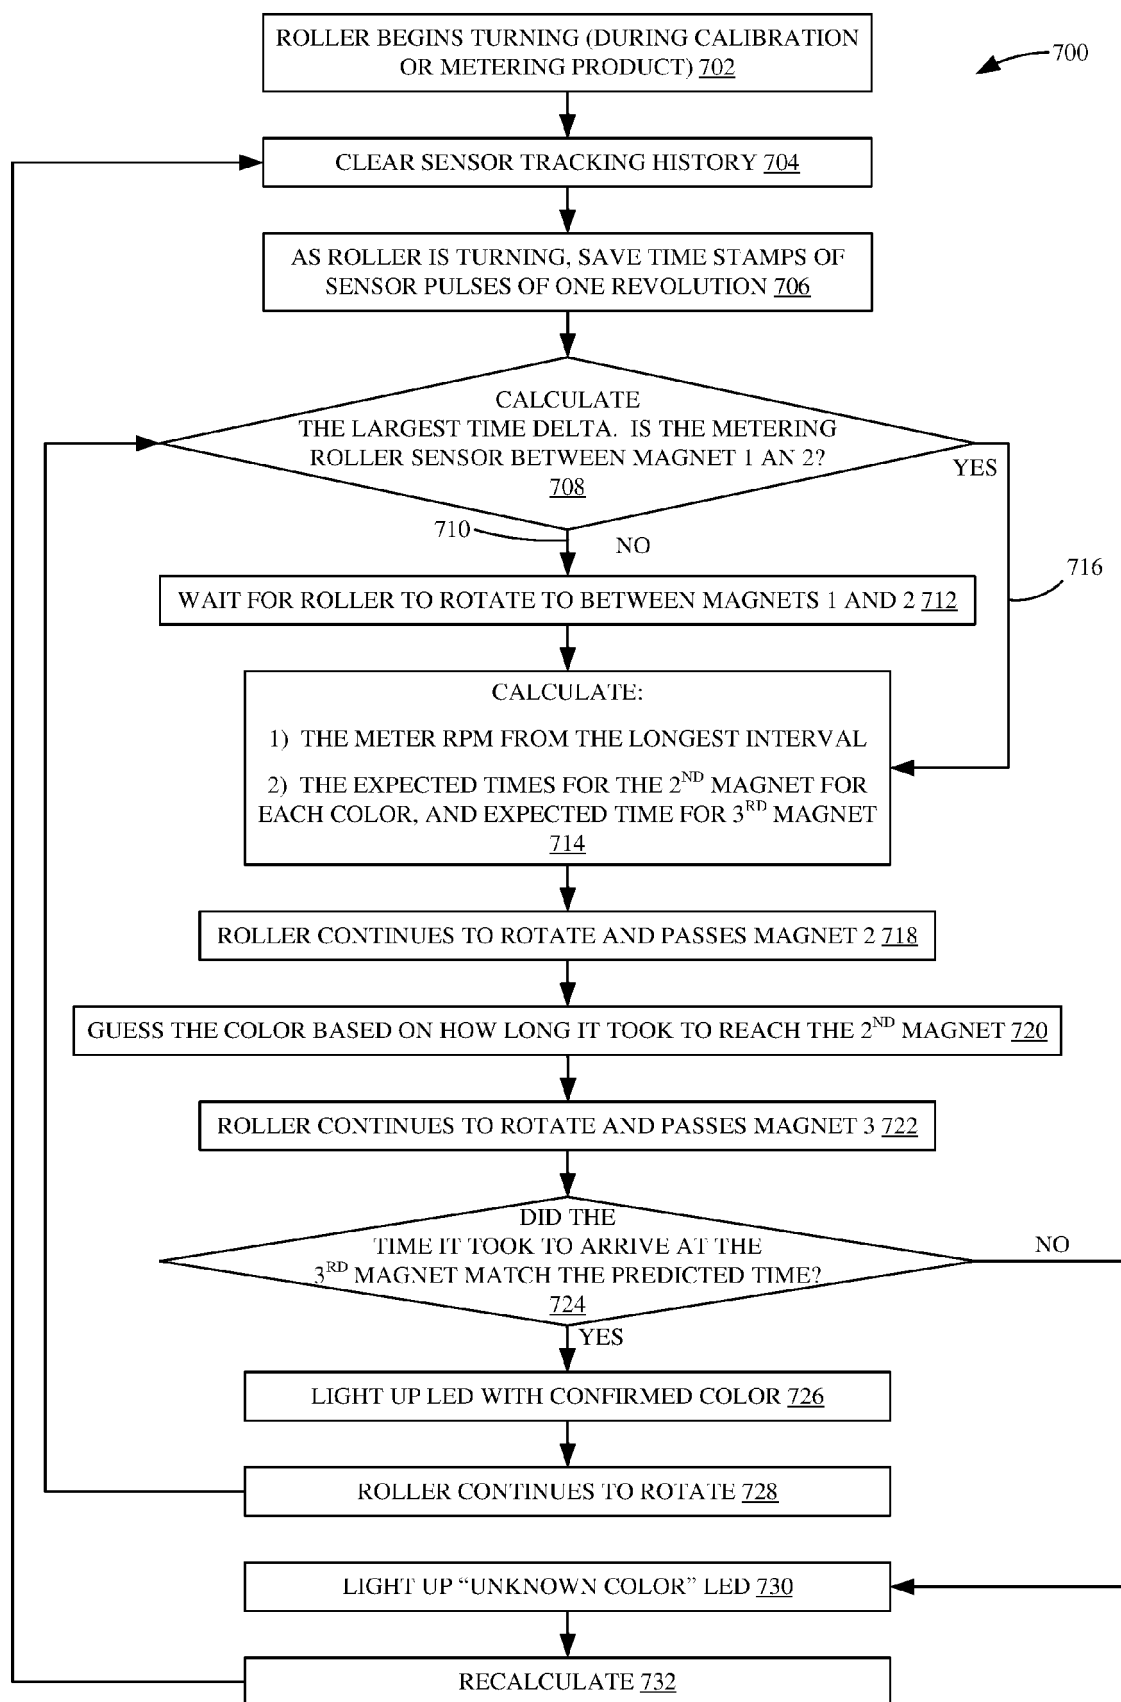 ROLLER BEGINS TURNING (DURING CALIBRATION
OR METERING PRODUCT) 702
700
CLEAR SENSOR TRACKING HISTORY 704
AS ROLLER IS TURNING, SAVE TIME STAMPS OF
SENSOR PULSES OF ONE REVOLUTION 706
CALCULATE
THE LARGEST TIME DELTA.  IS THE METERING
ROLLER SENSOR BETWEEN MAGNET 1 AN 2?
708
YES
710
NO
716
WAIT FOR ROLLER TO ROTATE TO BETWEEN MAGNETS 1 AND 2 712
CALCULATE:
1)  THE METER RPM FROM THE LONGEST INTERVAL
2)  THE EXPECTED TIMES FOR THE 2ND MAGNET FOR
EACH COLOR, AND EXPECTED TIME FOR 3RD MAGNET
714
ROLLER CONTINUES TO ROTATE AND PASSES MAGNET 2 718
GUESS THE COLOR BASED ON HOW LONG IT TOOK TO REACH THE 2ND MAGNET 720
ROLLER CONTINUES TO ROTATE AND PASSES MAGNET 3 722
DID THE
TIME IT TOOK TO ARRIVE AT THE
3RD MAGNET MATCH THE PREDICTED TIME?
724
NO
YES
LIGHT UP LED WITH CONFIRMED COLOR 726
ROLLER CONTINUES TO ROTATE 728
LIGHT UP “UNKNOWN COLOR” LED 730
RECALCULATE 732